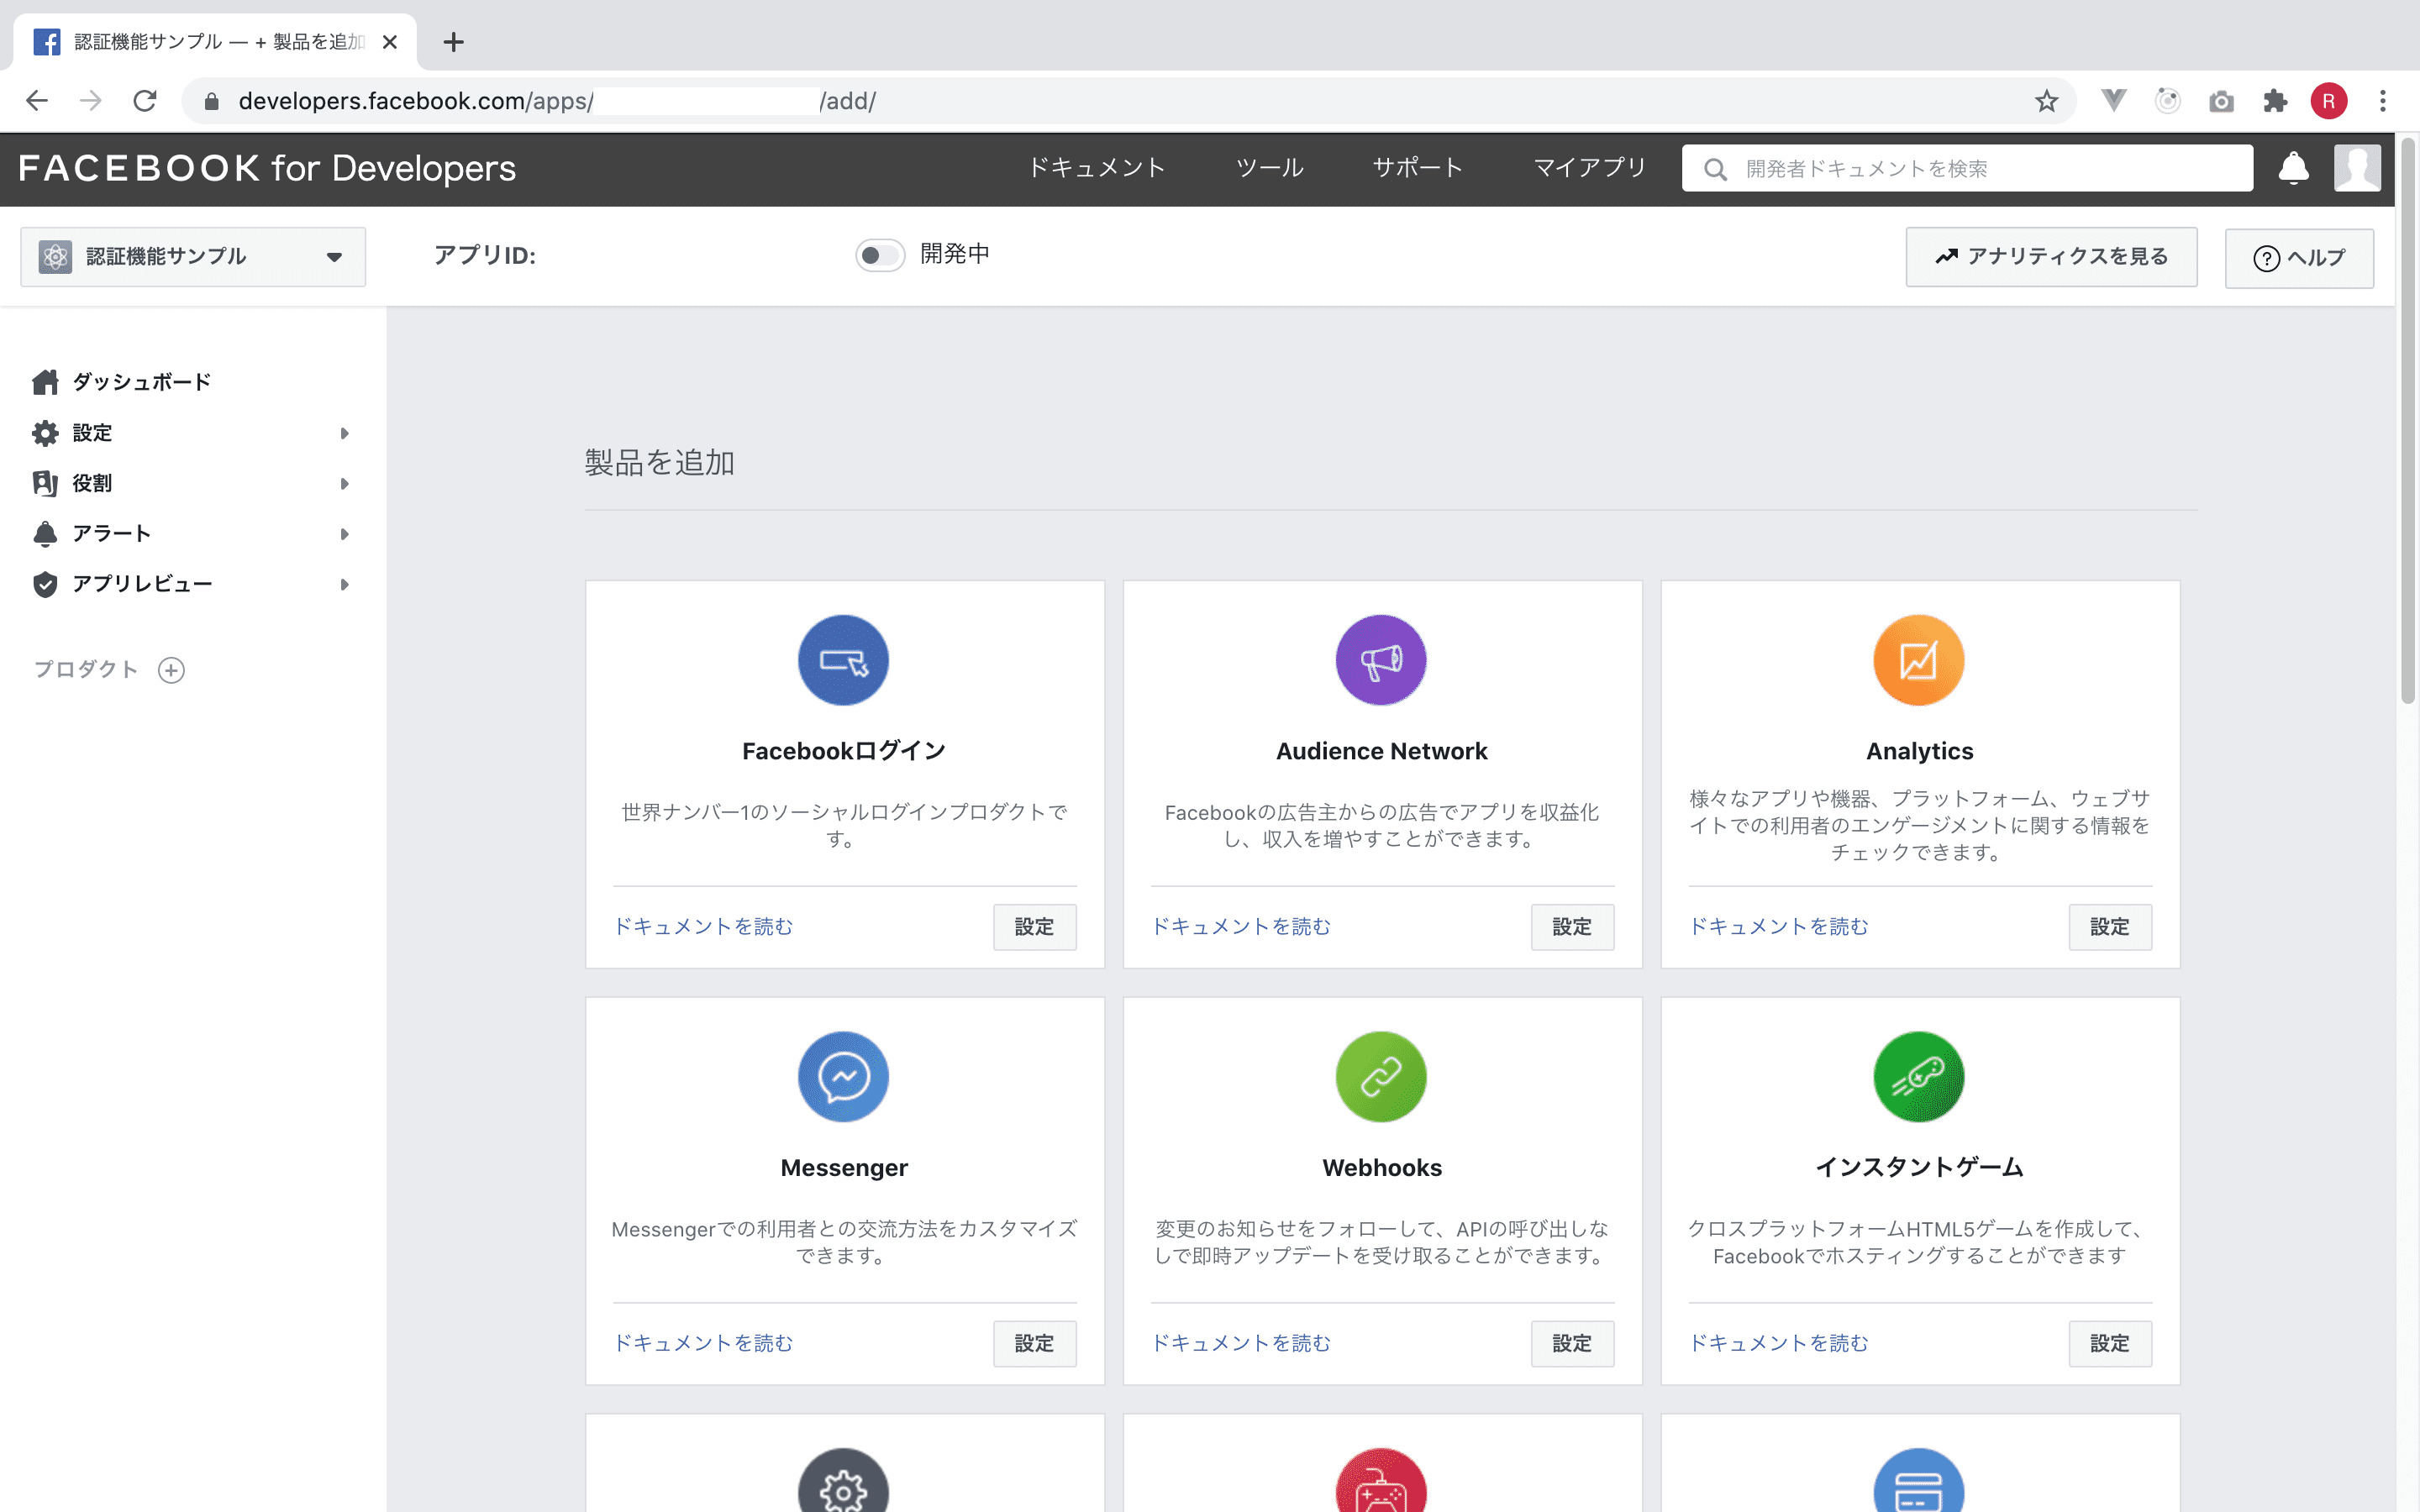 認証機能サンプル — + 製品を追加
developers.facebook.com/apps/ /add/
R
FACEBOOK for Developers
ドキュメント ツール サポート マイアプリ 開発者ドキュメントを検索
認証機能サンプル アプリID: 開発中 アナリティクスを見る ? ヘルプ
ダッシュボード
設定
役割
アラート
アプリレビュー
プロダクト
製品を追加
Facebookログイン
世界ナンバー1のソーシャルログインプロダクトで
す。
ドキュメントを読む 設定
Audience Network
Facebookの広告主からの広告でアプリを収益化
し、収入を増やすことができます。
ドキュメントを読む 設定
Analytics
様々なアプリや機器、プラットフォーム、ウェブサ
イトでの利用者のエンゲージメントに関する情報を
チェックできます。
ドキュメントを読む 設定
Messenger
Messengerでの利用者との交流方法をカスタマイズ
できます。
ドキュメントを読む 設定
Webhooks
変更のお知らせをフォローして、APIの呼び出しな
しで即時アップデートを受け取ることができます。
ドキュメントを読む 設定
インスタントゲーム
クロスプラットフォームHTML5ゲームを作成して、
Facebookでホスティングすることができます
ドキュメントを読む 設定